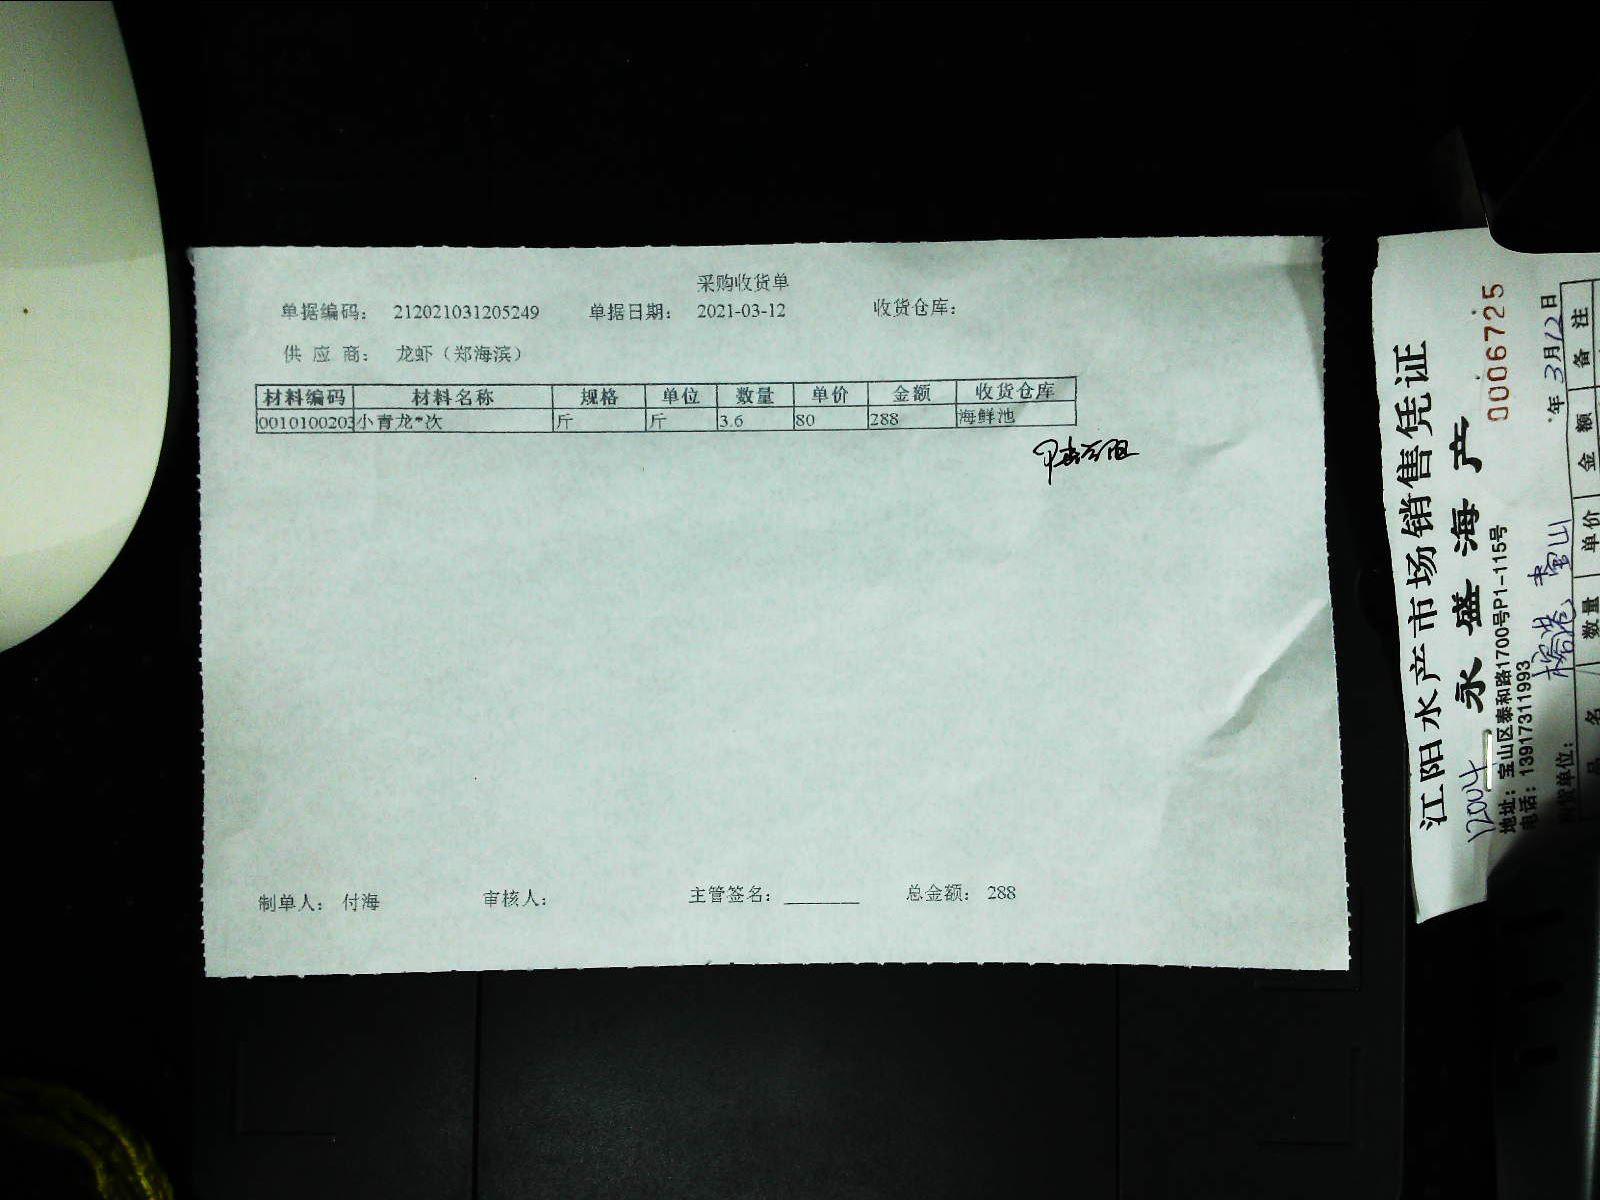 采购收货单
单据编码: 212021031205249 单据日期: 2021-03-12 收货仓库:
供 应 商: 龙虾（郑海滨）
材料编码 材料名称 规格 单位 数量 单价 金额 收货仓库
0010100203 小青龙*次 斤 斤 3.6 80 288 海鲜池
制单人: 付海 审核人: 主管签名: ________ 总金额: 288
江阳水产市场销售凭证
12004 永盛海产 0006725
地址: 宝山区泰和路1700号P1-115号
电话: 13917311993
年 3月12日
购货单位:
品 名 数量 单价 金 额 备 注